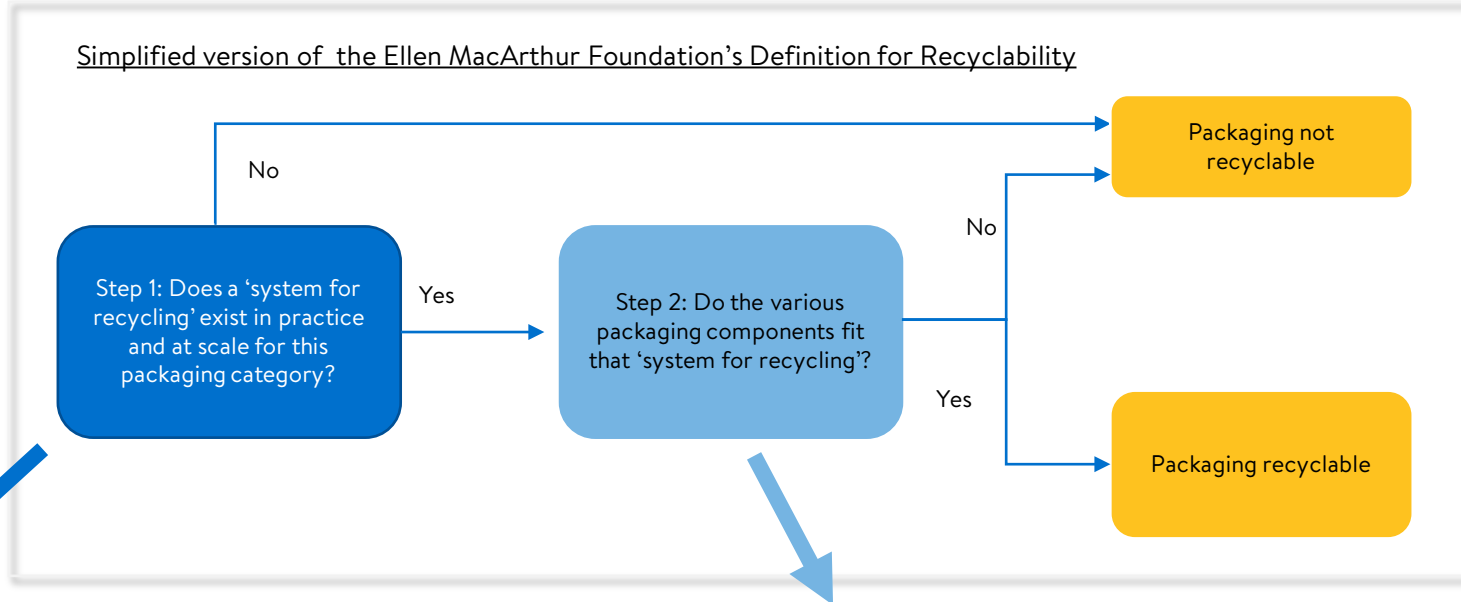 Simplified version of the Ellen MacArthur Foundation’s Definition for Recyclability
Packaging not
recyclable
No
No
Step 1: Does a ‘system for
recycling’ exist in practice
and at scale for this
packaging category?
Yes
Step 2: Do the various
packaging components fit
that ‘system for recycling’?
Yes
Packaging recyclable